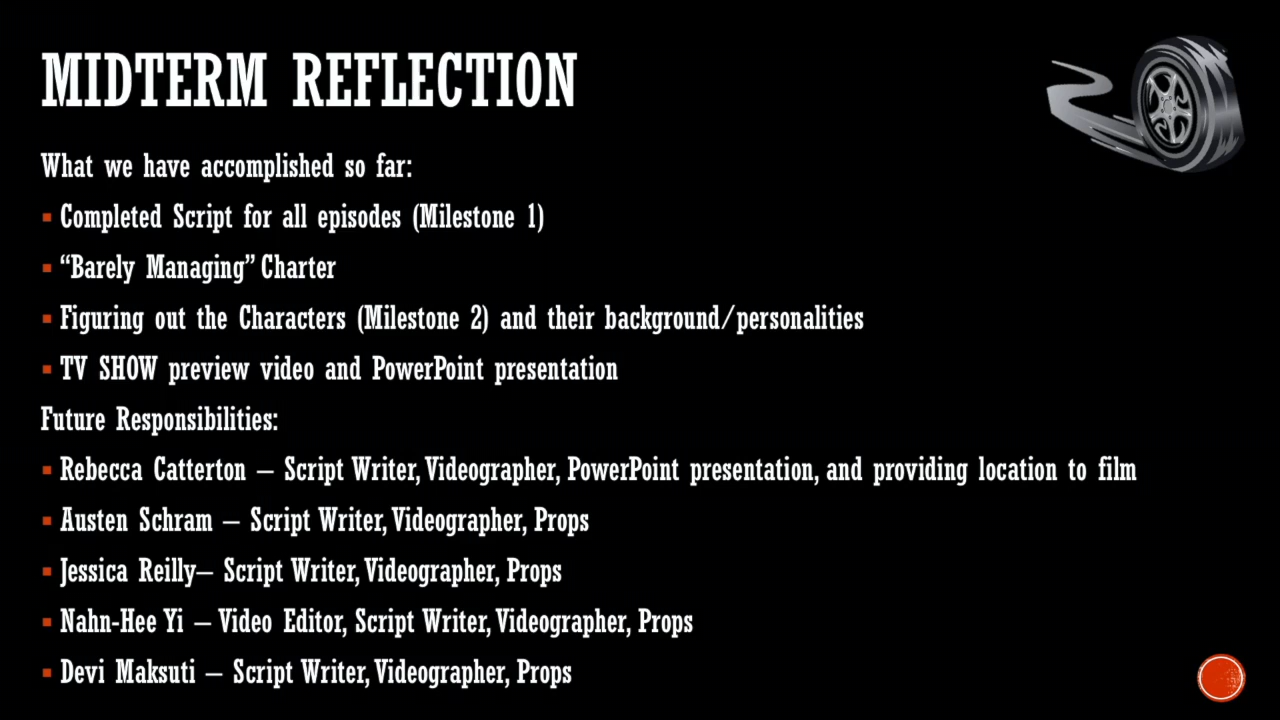 MIDTERM REFLECTION
What we have accomplished so far:
▪ Completed Script for all episodes (Milestone 1)
▪ “Barely Managing” Charter
▪ Figuring out the Characters (Milestone 2) and their background/personalities
▪ TV SHOW preview video and PowerPoint presentation
Future Responsibilities:
▪ Rebecca Catterton – Script Writer, Videographer, PowerPoint presentation, and providing location to film
▪ Austen Schram – Script Writer, Videographer, Props
▪ Jessica Reilly– Script Writer, Videographer, Props
▪ Nahn-Hee Yi – Video Editor, Script Writer, Videographer, Props
▪ Devi Maksuti – Script Writer, Videographer, Props